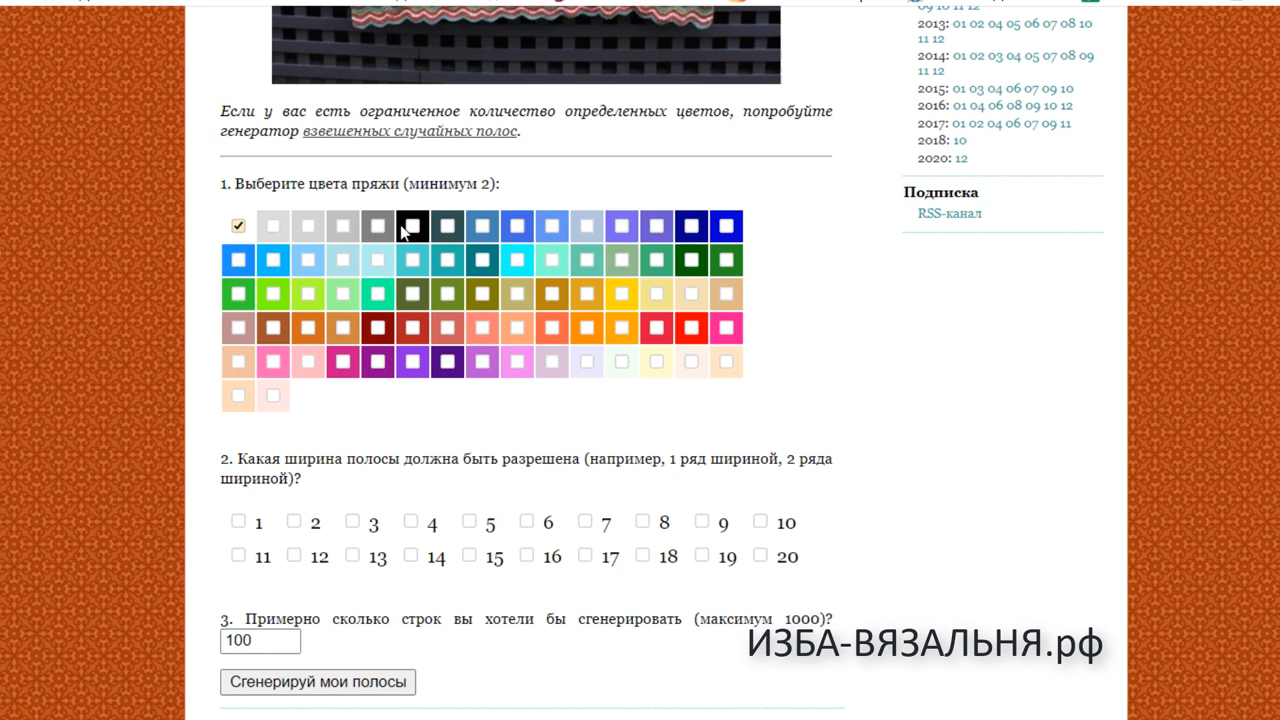 Если у вас есть ограниченное количество определенных цветов, попробуйте
генератор взвешенных случайных полос.
1. Выберите цвета пряжи (минимум 2):
2. Какая ширина полосы должна быть разрешена (например, 1 ряд шириной, 2 ряда
шириной)?
1 2 3 4 5 6 7 8 9 10
11 12 13 14 15 16 17 18 19 20
3. Примерно сколько строк вы хотели бы сгенерировать (максимум 1000)?
100
Сгенерируй мои полосы
09 10 11 12
2013: 01 02 04 05 06 07 08 10
11 12
2014: 01 02 03 04 05 07 08 09
11 12
2015: 01 03 04 06 07 09 10
2016: 01 04 06 08 09 10 12
2017: 01 02 04 06 07 09 11
2018: 10
2020: 12
Подписка
RSS-канал
ИЗБА-ВЯЗАЛЬНЯ.рф